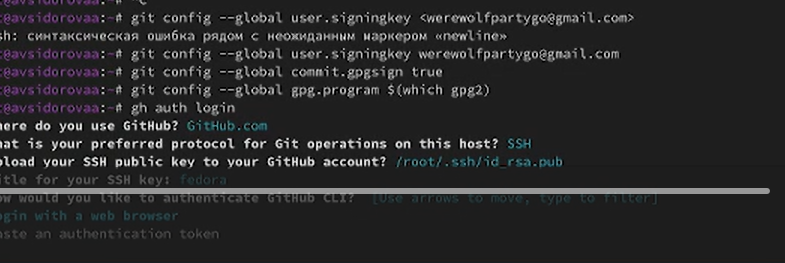 ^C
@avsidorovaa:~# git config --global user.signingkey <werewolfpartygo@gmail.com>
sh: синтаксическая ошибка рядом с неожиданным маркером «newline»
@avsidorovaa:~# git config --global user.signingkey werewolfpartygo@gmail.com
@avsidorovaa:~# git config --global commit.gpgsign true
@avsidorovaa:~# git config --global gpg.program $(which gpg2)
@avsidorovaa:~# gh auth login
here do you use GitHub? GitHub.com
hat is your preferred protocol for Git operations on this host? SSH
pload your SSH public key to your GitHub account? /root/.ssh/id_rsa.pub
itle for your SSH key: fedora
ow would you like to authenticate GitHub CLI? [Use arrows to move, type to filter]
ogin with a web browser
aste an authentication token